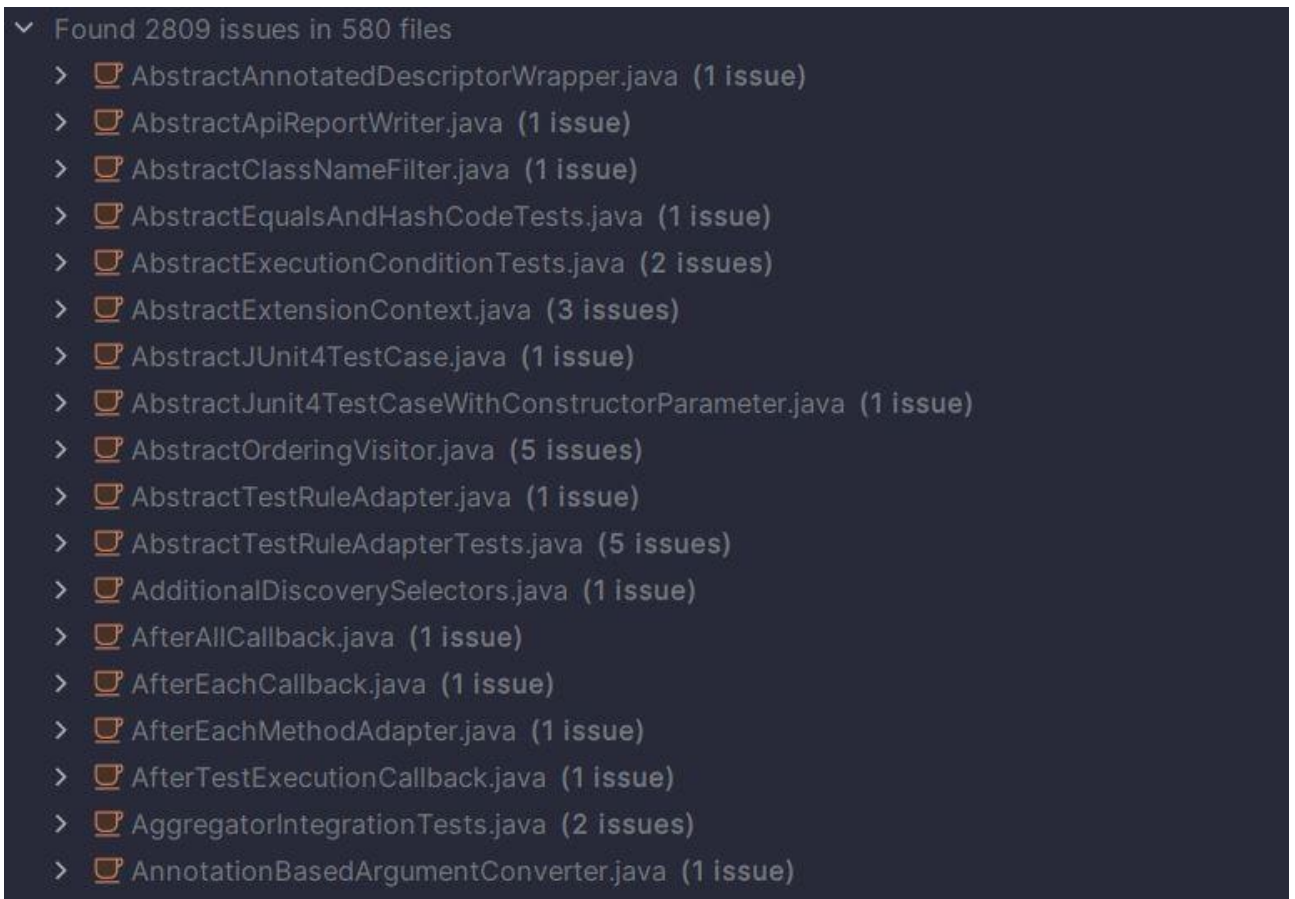 Found 2809 issues in 580 files
AbstractAnnotatedDescriptorWrapper.java (1 issue)
AbstractApiReportWriter.java (1 issue)
AbstractClassNameFilter.java (1 issue)
AbstractEqualsAndHashCodeTests.java (1 issue)
AbstractExecutionConditionTests.java (2 issues)
AbstractExtensionContext.java (3 issues)
AbstractJUnit4TestCase.java (1 issue)
AbstractJunit4TestCaseWithConstructorParameter.java (1 issue)
AbstractOrderingVisitor.java (5 issues)
AbstractTestRuleAdapter.java (1 issue)
AbstractTestRuleAdapterTests.java (5 issues)
AdditionalDiscoverySelectors.java (1 issue)
AfterAllCallback.java (1 issue)
AfterEachCallback.java (1 issue)
AfterEachMethodAdapter.java (1 issue)
AfterTestExecutionCallback.java (1 issue)
AggregatorIntegrationTests.java (2 issues)
AnnotationBasedArgumentConverter.java (1 issue)